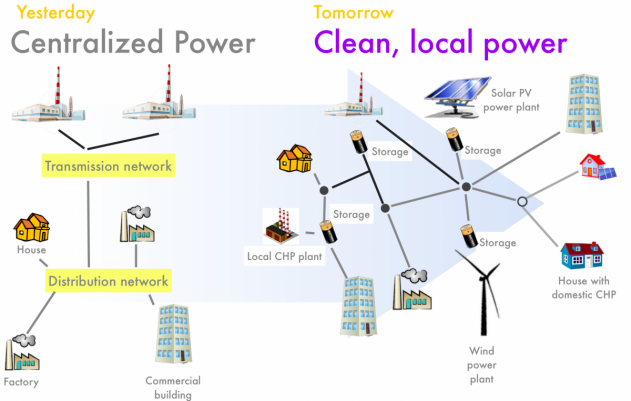 Yesterday
Centralized Power
Tomorrow
Clean, local power
Transmission network
House
Distribution network
Factory
Commercial
building
Solar PV
power plant
Storage
Storage
Storage
Local CHP plant
Storage
House with
domestic CHP
Wind
power
plant